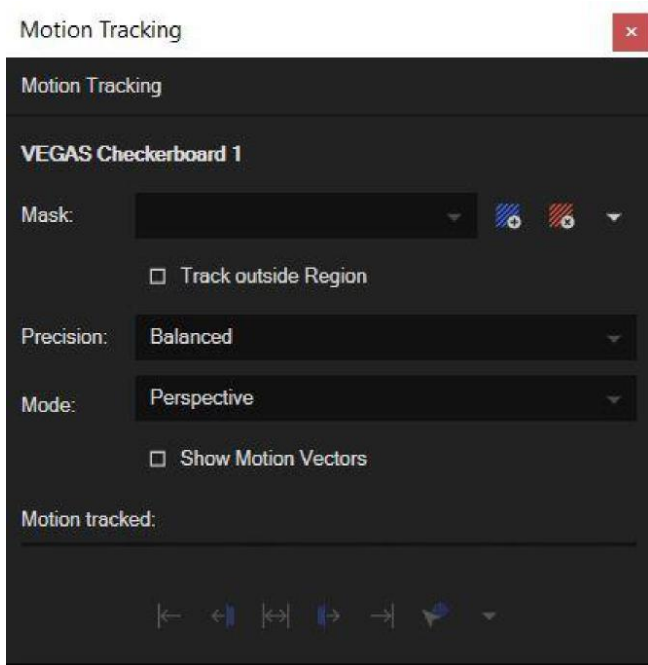 Motion Tracking
Motion Tracking
VEGAS Checkerboard 1
Mask:
Track outside Region
Precision: Balanced
Mode: Perspective
Show Motion Vectors
Motion tracked: